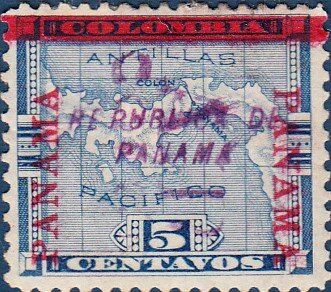 COLOMBIA
ANTILLAS
COLON
REPUBLICA DE
PANAMA
PACIFICO
PANAMA
PANAMA
5
CENTAVOS